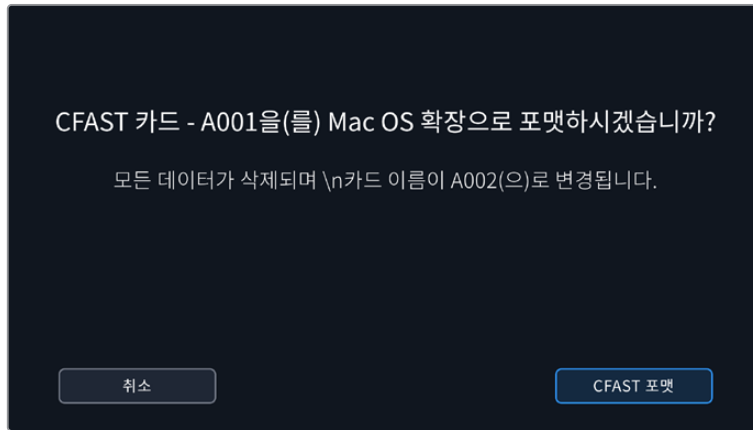 CFAST 카드 - A001을(를) Mac OS 확장으로 포맷하시겠습니까?
모든 데이터가 삭제되며 \n카드 이름이 A002(으)로 변경됩니다.
취소
CFAST 포맷